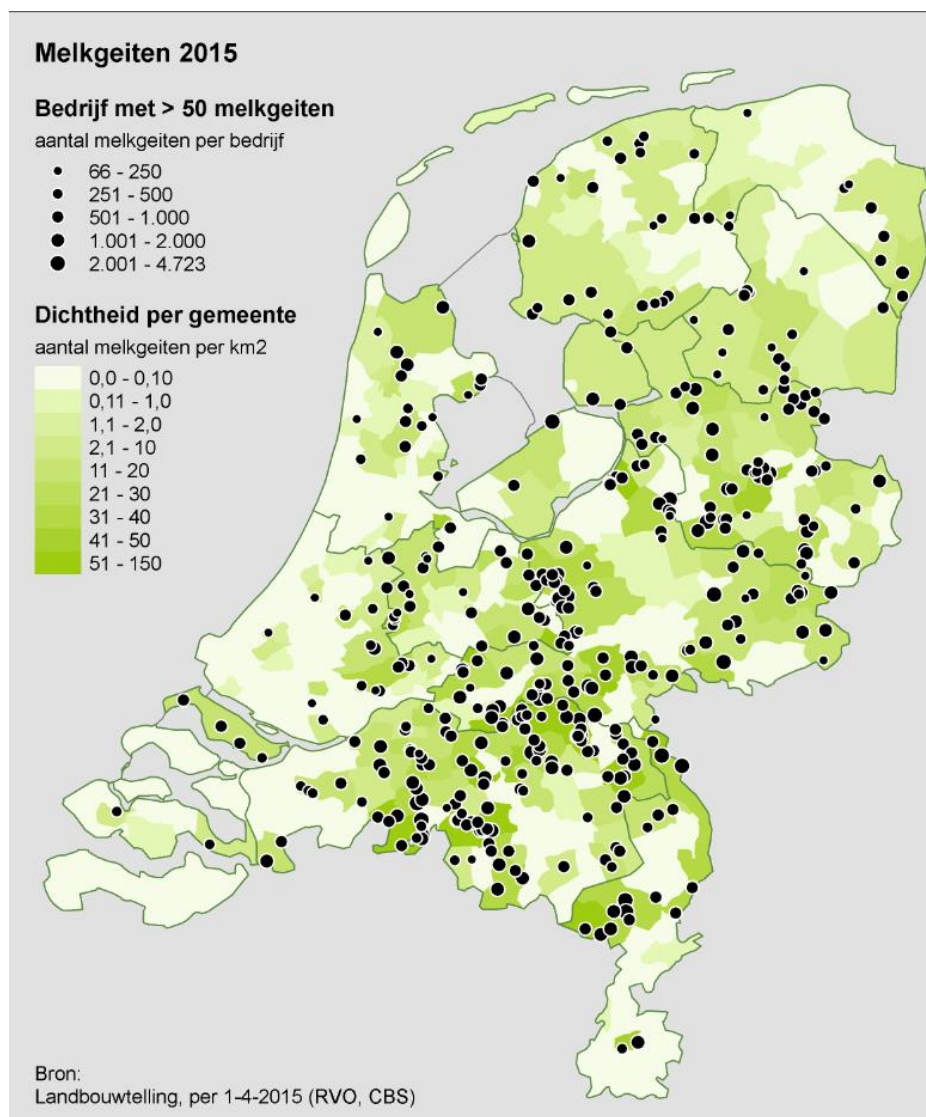 Melkgeiten 2015
Bedrijf met > 50 melkgeiten
aantal melkgeiten per bedrijf
66 - 250
251 - 500
501 - 1.000
1.001 - 2.000
2.001 - 4.723
Dichtheid per gemeente
aantal melkgeiten per km2
0,0 - 0,10
0,11 - 1,0
1,1 - 2,0
2,1 - 10
11 - 20
21 - 30
31 - 40
41 - 50
51 - 150
Bron:
Landbouwtelling, per 1-4-2015 (RVO, CBS)